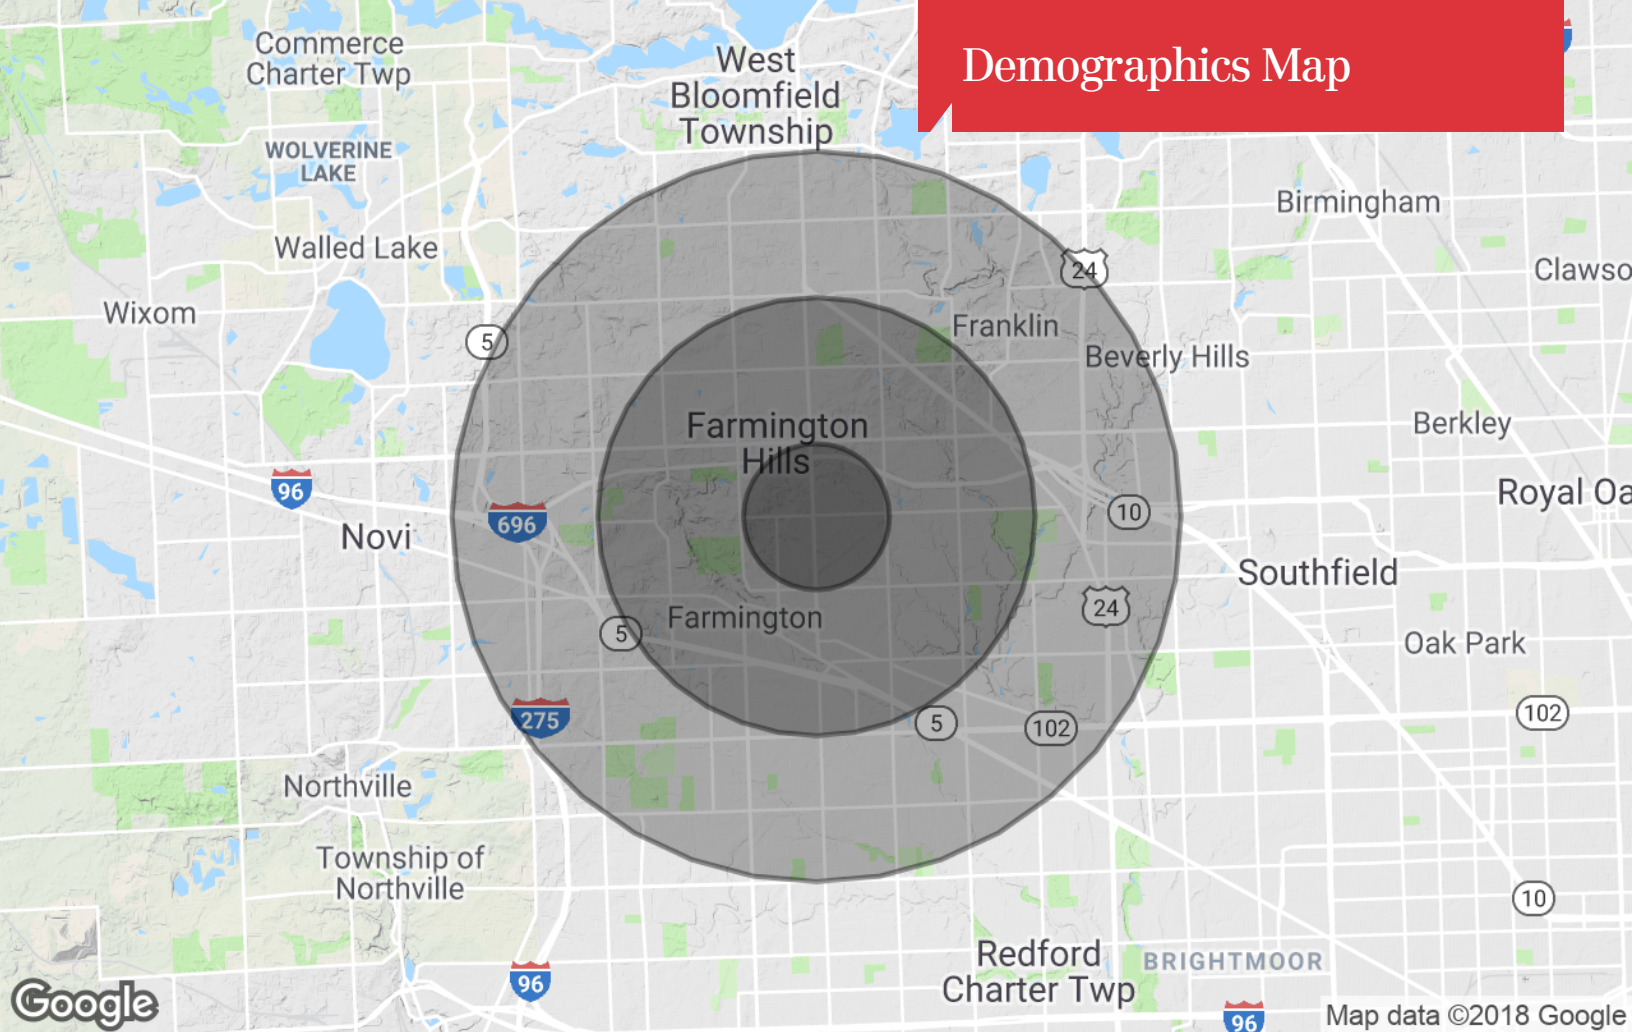 Demographics Map
Commerce
Charter Twp
West
Bloomfield
Township
WOLVERINE
LAKE
Birmingham
Walled Lake
24
Clawso
Wixom
Franklin
5
Beverly Hills
Farmington
Hills
Berkley
96
Royal Oa
696
10
Novi
Southfield
24
Farmington
5
Oak Park
275
5
102
102
Northville
Township of
Northville
10
Redford
Charter Twp
BRIGHTMOOR
96
Google
96
Map data ©2018 Google